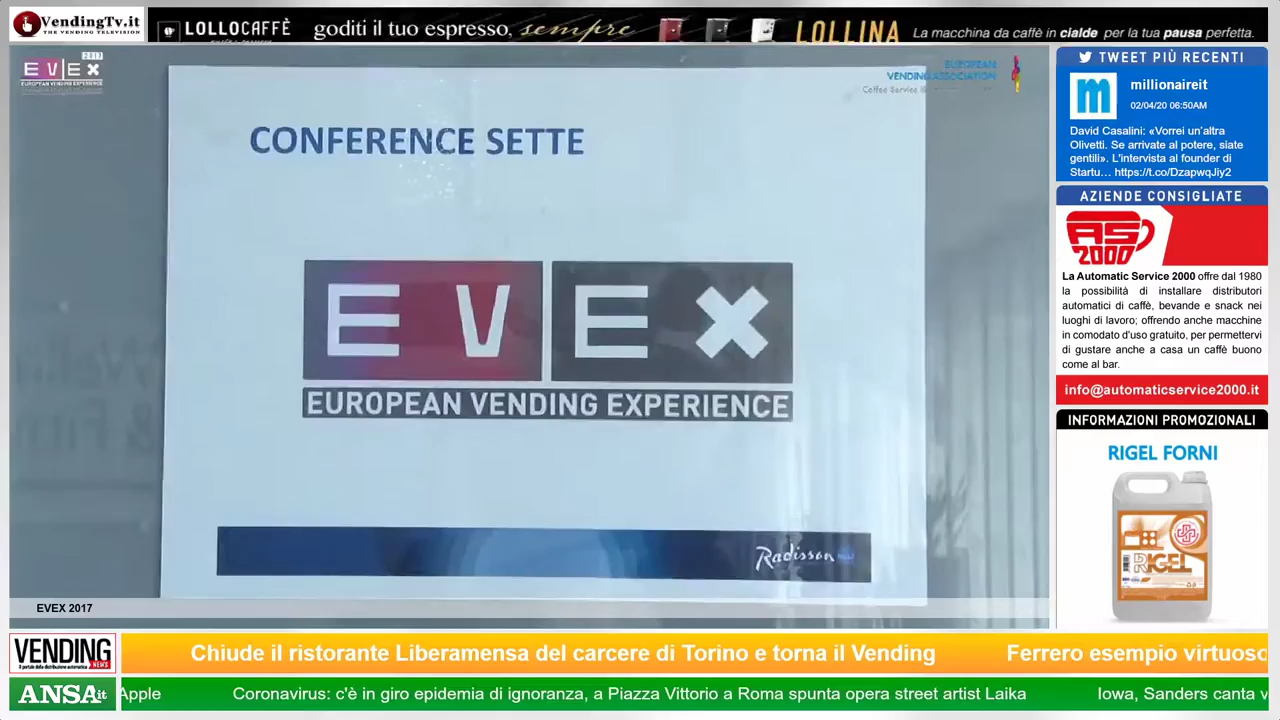 VendingTv.it
THE VENDING TELEVISION
LOLLOCAFFÈ
goditi il tuo espresso, sempre
LOLLINA
La macchina da caffè in cialde per la tua pausa perfetta.
2017
EVEX
EUROPEAN VENDING EXPERIENCE
EUROPEAN
VENDING ASSOCIATION
Coffee Service
CONFERENCE SETTE
EVEX
EUROPEAN VENDING EXPERIENCE
Radisson
EVEX 2017
TWEET PIÙ RECENTI
millionaireit
02/04/20 06:50AM
David Casalini: «Vorrei un'altra
Olivetti. Se arrivate al potere, siate
gentili». L'intervista al founder di
Startu… https://t.co/DzapwqJiy2
AZIENDE CONSIGLIATE
AS
2000
La Automatic Service 2000 offre dal 1980
la possibilità di installare distributori
automatici di caffè, bevande e snack nei
luoghi di lavoro; offrendo anche macchine
in comodato d'uso gratuito, per permettervi
di gustare anche a casa un caffè buono
come al bar.
info@automaticservice2000.it
INFORMAZIONI PROMOZIONALI
RIGEL FORNI
RIGEL
VENDING
NEWS
Chiude il ristorante Liberamensa del carcere di Torino e torna il Vending
Ferrero esempio virtuoso
ANSA.it
Apple
Coronavirus: c'è in giro epidemia di ignoranza, a Piazza Vittorio a Roma spunta opera street artist Laika
Iowa, Sanders canta v